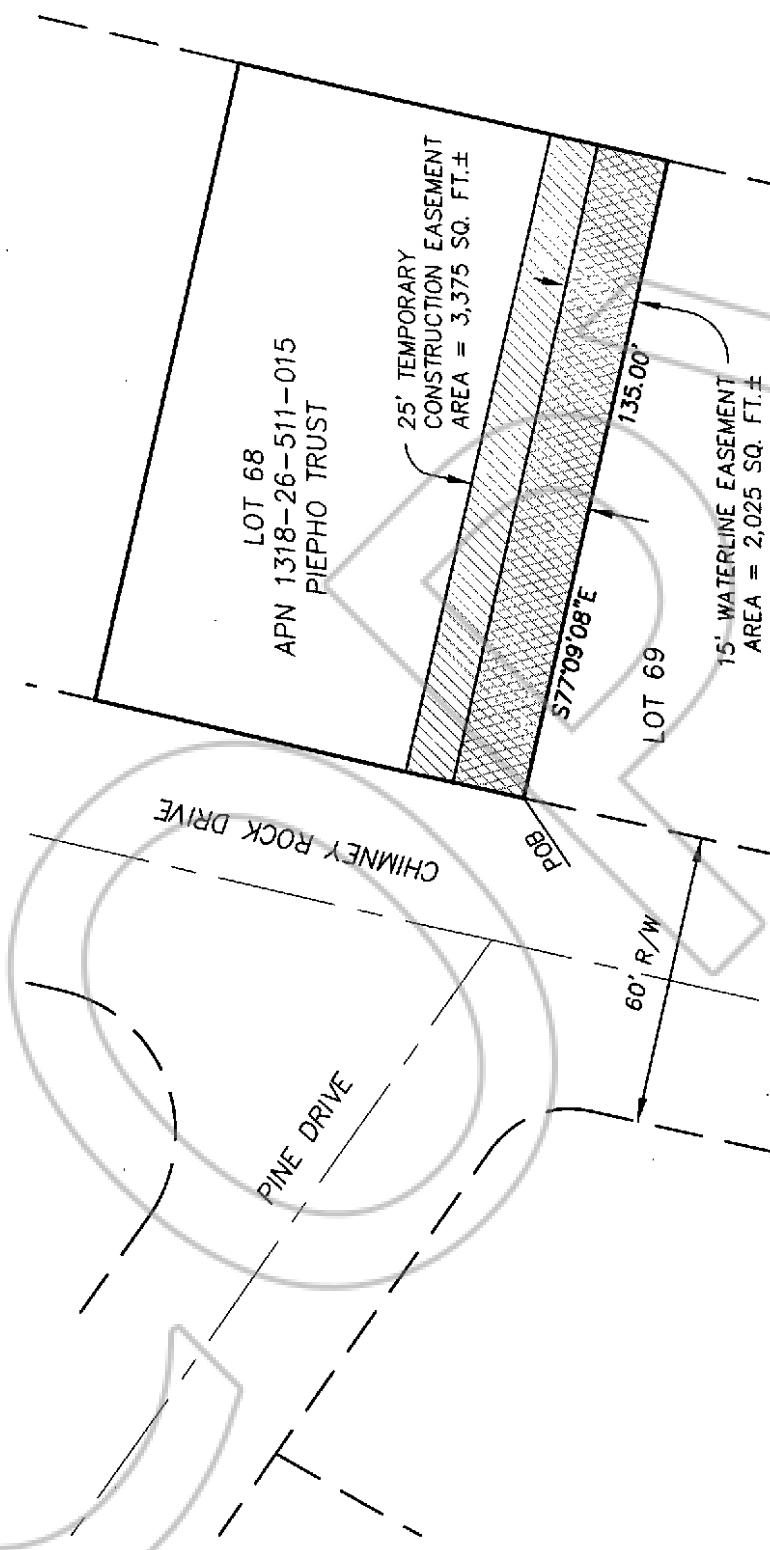 LOT 68
APN 1318-26-511-015
PIEPHO TRUST
25' TEMPORARY
CONSTRUCTION EASEMENT
AREA = 3,375 SQ. FT.±
135.00'
S77°09'08"E
15' WATERLINE EASEMENT
AREA = 2,025 SQ. FT.±
LOT 69
CHIMNEY ROCK DRIVE
POB
60' R/W
PINE DRIVE